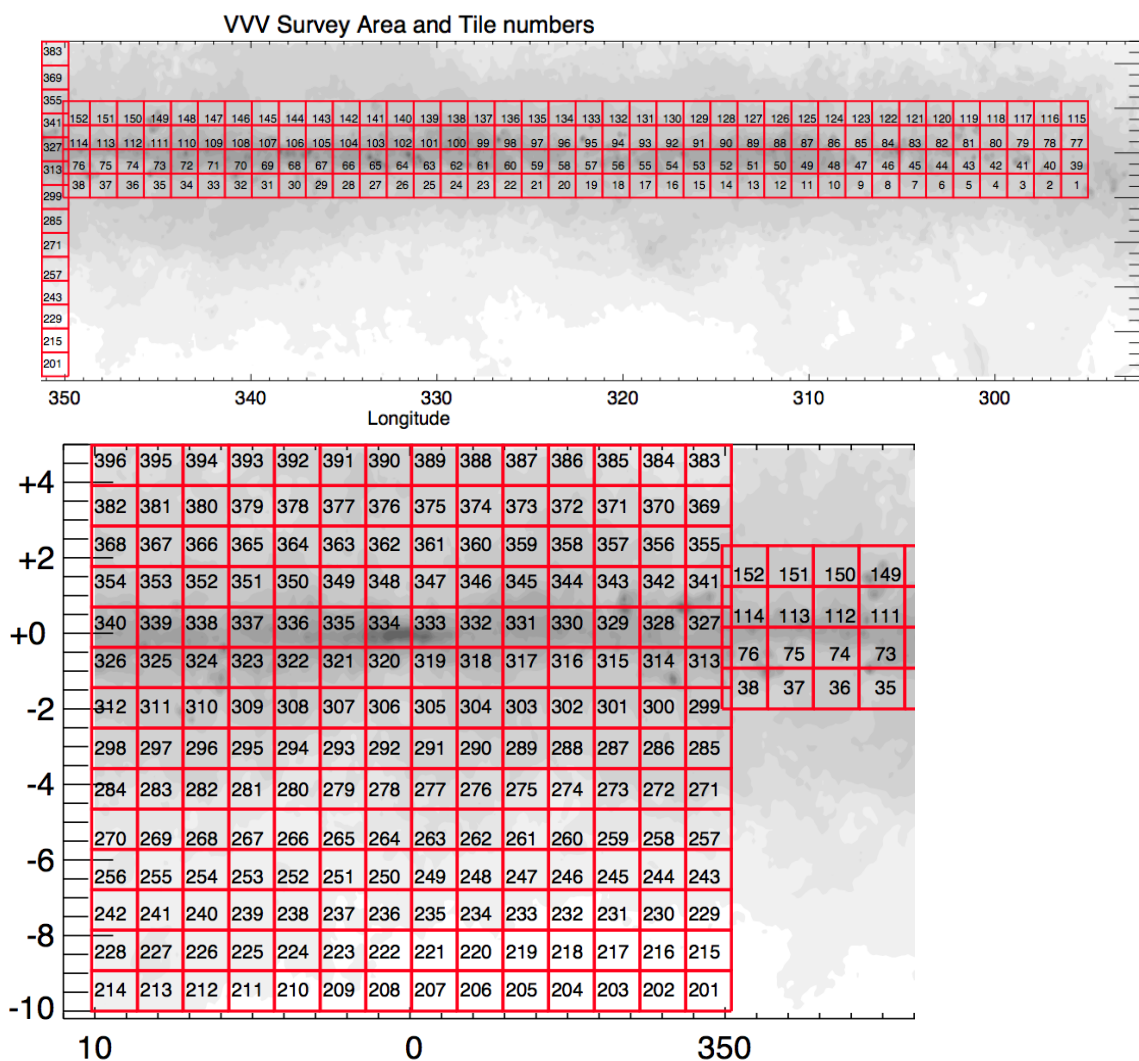 VVV Survey Area and Tile numbers
383
369
355
341 152 151 150 149 148 147 146 145 144 143 142 141 140 139 138 137 136 135 134 133 132 131 130 129 128 127 126 125 124 123 122 121 120 119 118 117 116 115
327 114 113 112 111 110 109 108 107 106 105 104 103 102 101 100 99 98 97 96 95 94 93 92 91 90 89 88 87 86 85 84 83 82 81 80 79 78 77
313 76 75 74 73 72 71 70 69 68 67 66 65 64 63 62 61 60 59 58 57 56 55 54 53 52 51 50 49 48 47 46 45 44 43 42 41 40 39
299 38 37 36 35 34 33 32 31 30 29 28 27 26 25 24 23 22 21 20 19 18 17 16 15 14 13 12 11 10 9 8 7 6 5 4 3 2 1
285
271
257
243
229
215
201
350 340 330 320 310 300
Longitude
396 395 394 393 392 391 390 389 388 387 386 385 384 383
+4
382 381 380 379 378 377 376 375 374 373 372 371 370 369
368 367 366 365 364 363 362 361 360 359 358 357 356 355
+2
354 353 352 351 350 349 348 347 346 345 344 343 342 341 152 151 150 149
340 339 338 337 336 335 334 333 332 331 330 329 328 327 114 113 112 111
+0
326 325 324 323 322 321 320 319 318 317 316 315 314 313 76 75 74 73
38 37 36 35
-2 312 311 310 309 308 307 306 305 304 303 302 301 300 299
298 297 296 295 294 293 292 291 290 289 288 287 286 285
-4 284 283 282 281 280 279 278 277 276 275 274 273 272 271
270 269 268 267 266 265 264 263 262 261 260 259 258 257
-6
256 255 254 253 252 251 250 249 248 247 246 245 244 243
242 241 240 239 238 237 236 235 234 233 232 231 230 229
-8
228 227 226 225 224 223 222 221 220 219 218 217 216 215
214 213 212 211 210 209 208 207 206 205 204 203 202 201
-10
10 0 350